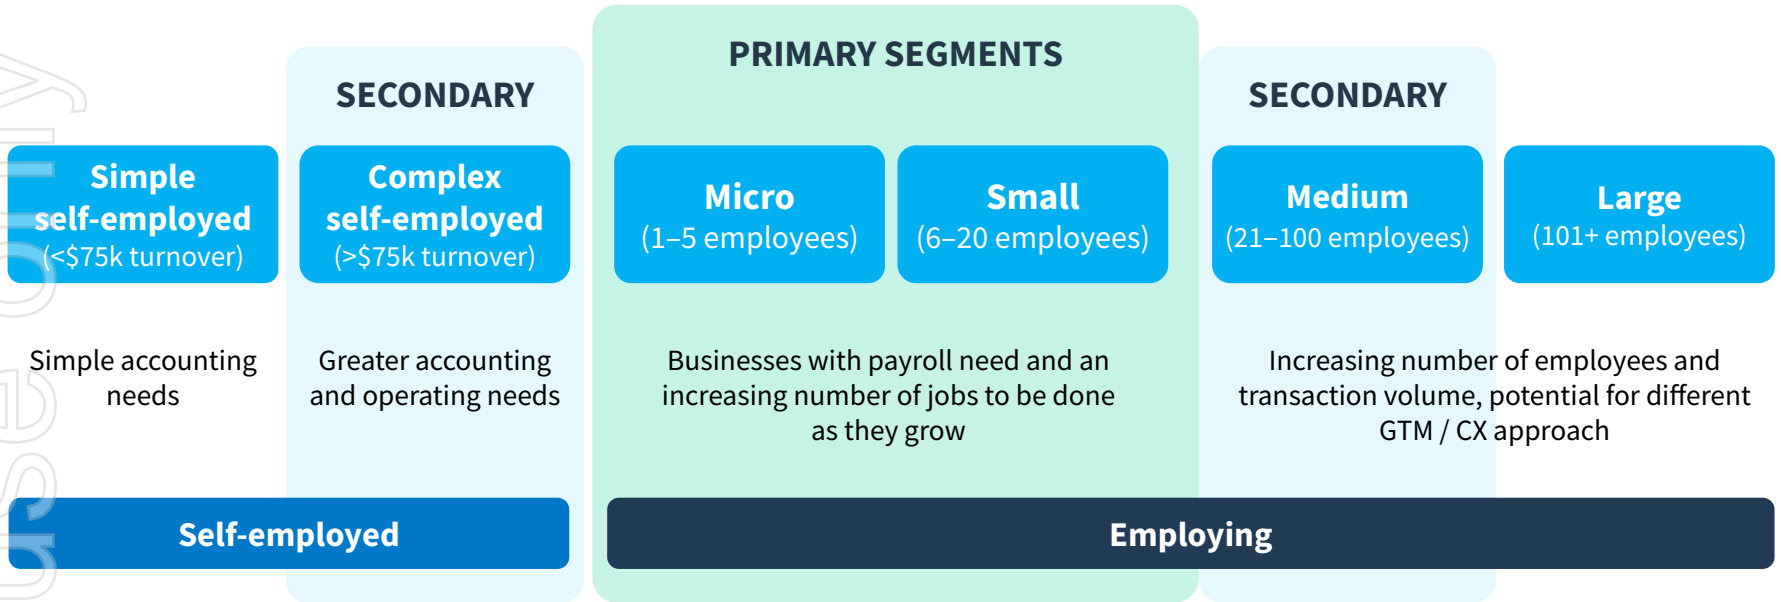 PRIMARY SEGMENTS
SECONDARY
SECONDARY
Simple
self-employed
(<$75k turnover)
Complex
self-employed
(>$75k turnover)
Micro
(1–5 employees)
Small
(6–20 employees)
Medium
(21–100 employees)
Large
(101+ employees)
Simple accounting
needs
Greater accounting
and operating needs
Businesses with payroll need and an
increasing number of jobs to be done
as they grow
Increasing number of employees and
transaction volume, potential for different
GTM / CX approach
Self-employed
Employing
use only